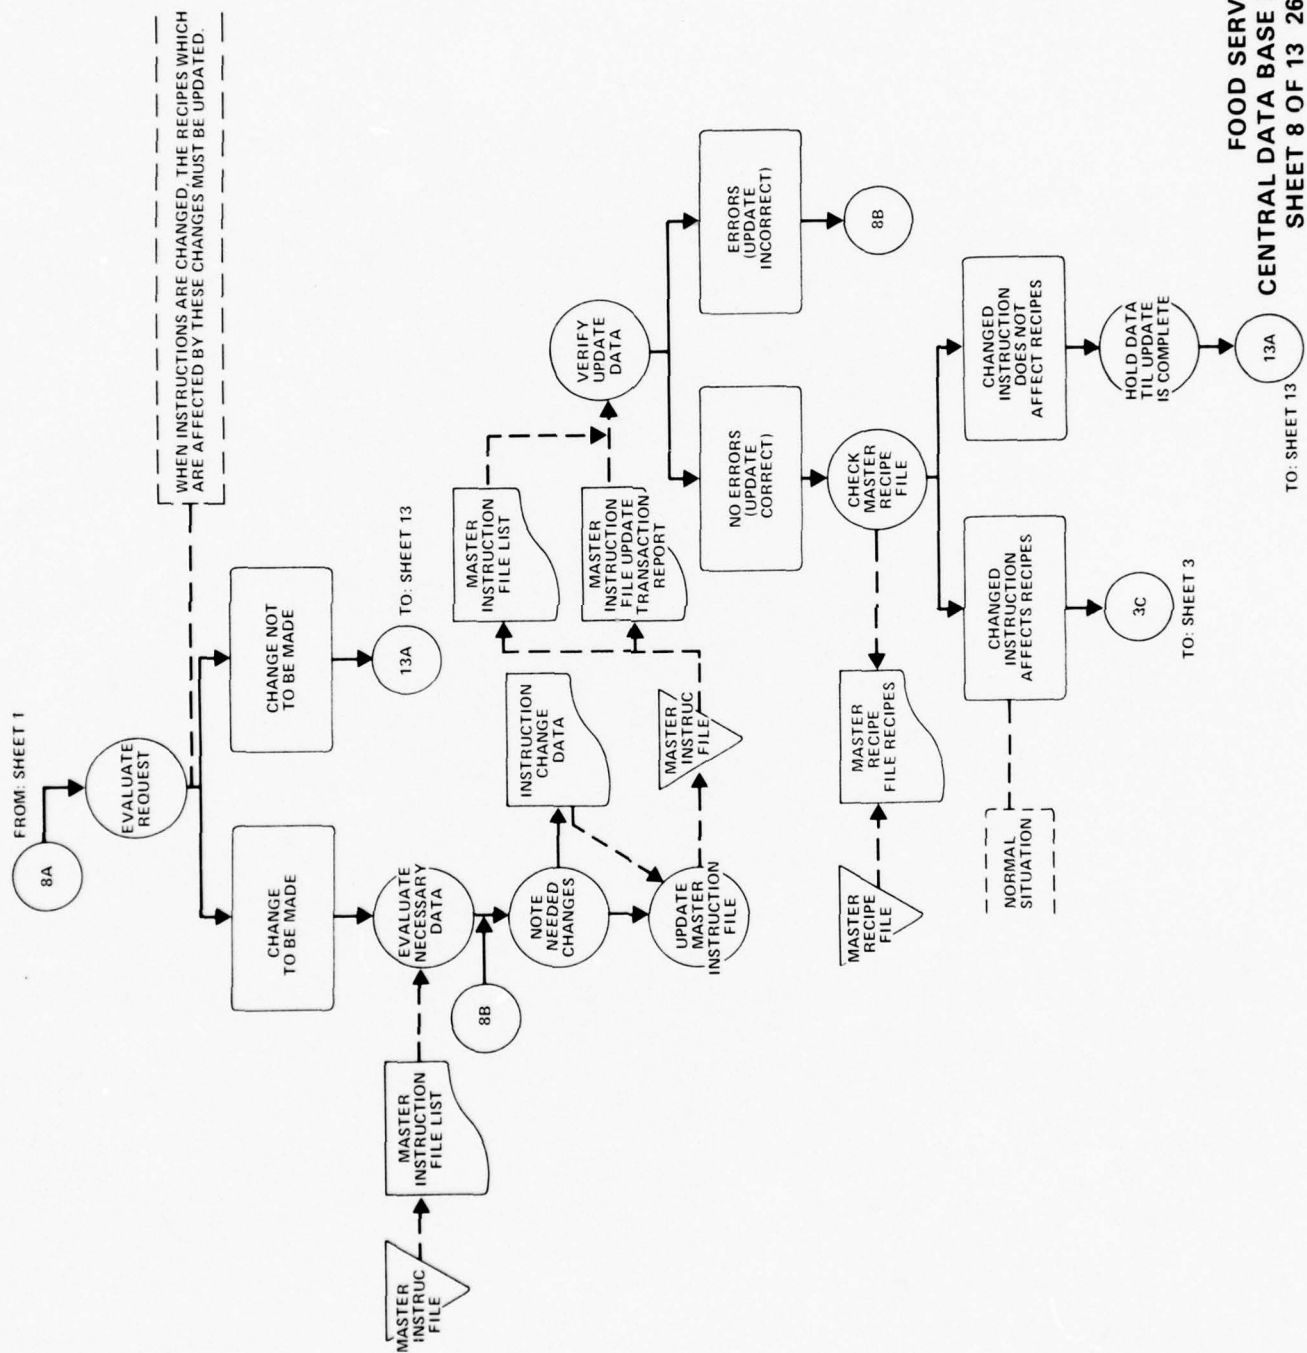 FROM: SHEET 1
8A
EVALUATE
REQUEST
WHEN INSTRUCTIONS ARE CHANGED, THE RECIPES WHICH
ARE AFFECTED BY THESE CHANGES MUST BE UPDATED.
CHANGE
TO BE MADE
CHANGE NOT
TO BE MADE
13A
TO: SHEET 13
MASTER
INSTRUC
FILE
MASTER
INSTRUCTION
FILE LIST
EVALUATE
NECESSARY
DATA
8B
NOTE
NEEDED
CHANGES
INSTRUCTION
CHANGE
DATA
UPDATE
MASTER
INSTRUCTION
FILE
MASTER
INSTRUC
FILE
MASTER
INSTRUCTION
FILE LIST
MASTER
INSTRUCTION
FILE UPDATE
TRANSACTION
REPORT
VERIFY
UPDATE
DATA
NO ERRORS
(UPDATE
CORRECT)
ERRORS
(UPDATE
INCORRECT)
8B
CHECK
MASTER
RECIPE
FILE
MASTER
RECIPE
FILE
MASTER
RECIPE
FILE RECIPES
NORMAL
SITUATION
CHANGED
INSTRUCTION
AFFECTS RECIPES
CHANGED
INSTRUCTION
DOES NOT
AFFECT RECIPES
3C
TO: SHEET 3
HOLD DATA
TIL UPDATE
IS COMPLETE
13A
TO: SHEET 13
FOOD SERV
CENTRAL DATA BASE
SHEET 8 OF 13 26